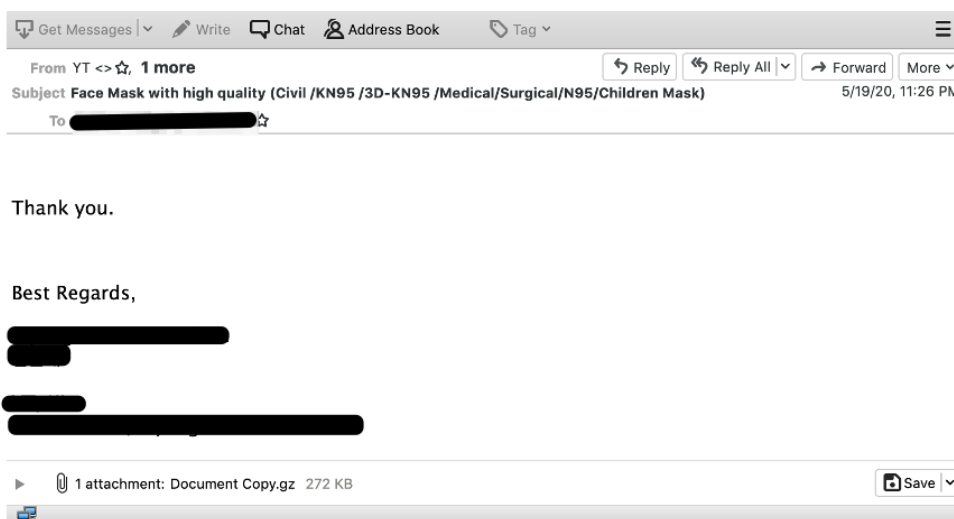 Get Messages Write Chat Address Book Tag
From YT <> , 1 more Reply Reply All Forward More
Subject Face Mask with high quality (Civil /KN95 /3D-KN95 /Medical/Surgical/N95/Children Mask) 5/19/20, 11:26 PM
To
Thank you.
Best Regards,
1 attachment: Document Copy.gz 272 KB Save